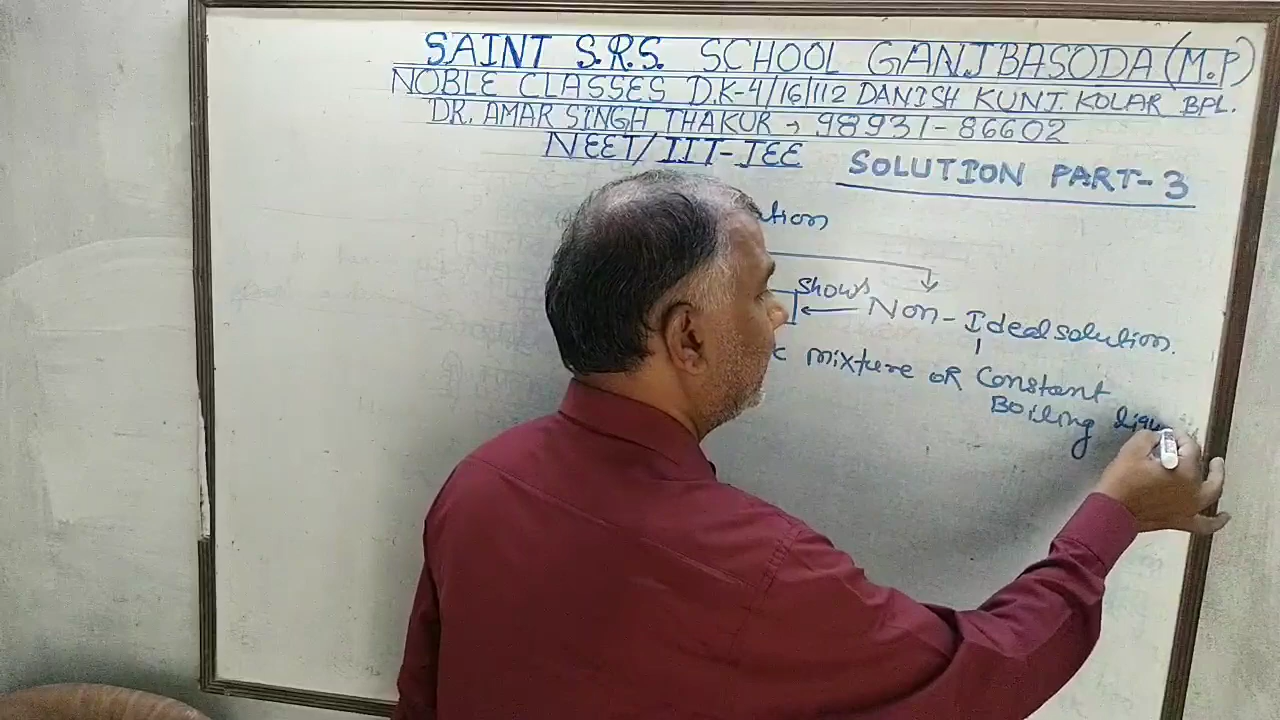 SAINT S.R.S. SCHOOL GANJBASODA (M.P)
NOBLE CLASSES D.K-4/16/112 DANISH KUNJ. KOLAR BPL.
DR. AMAR SINGH THAKUR → 98931-86602
NEET/IIT-JEE SOLUTION PART-3
ution
Shows
Non-Ideal solution.
c mixture OR Constant
Boiling liqu